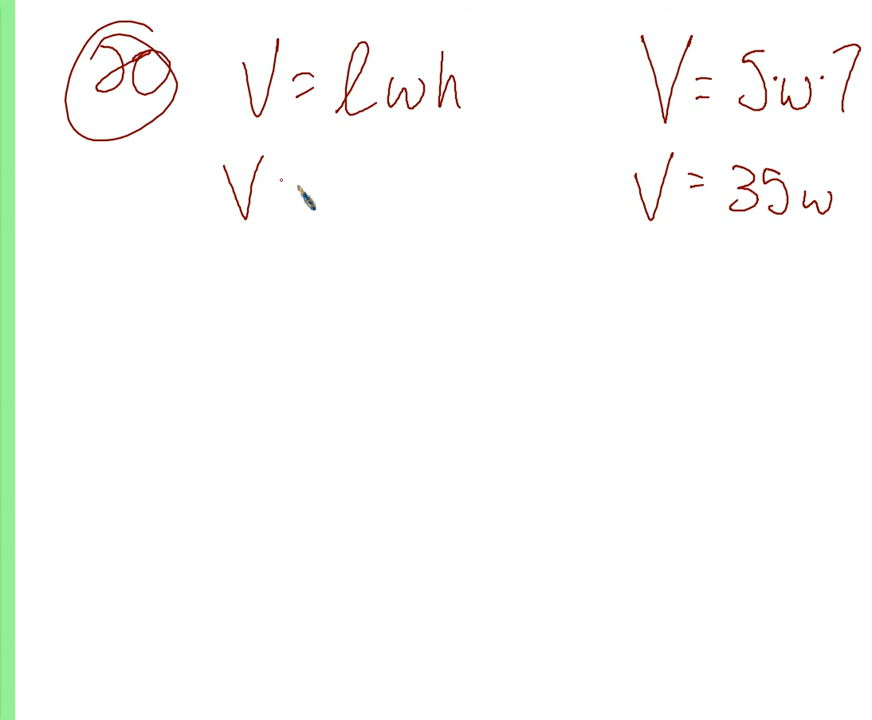 20 V = lwh V = 5·w·7
V V = 35w